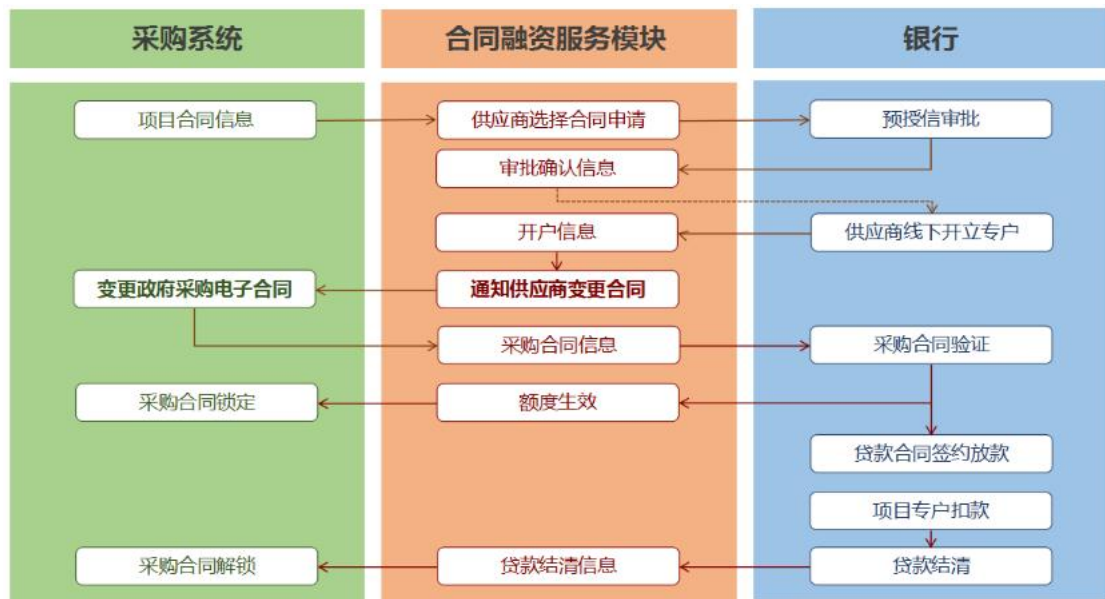 采购系统
合同融资服务模块
银行
项目合同信息
供应商选择合同申请
预授信审批
审批确认信息
开户信息
供应商线下开立专户
变更政府采购电子合同
通知供应商变更合同
采购合同信息
采购合同验证
采购合同锁定
额度生效
贷款合同签约放款
项目专户扣款
采购合同解锁
贷款结清信息
贷款结清